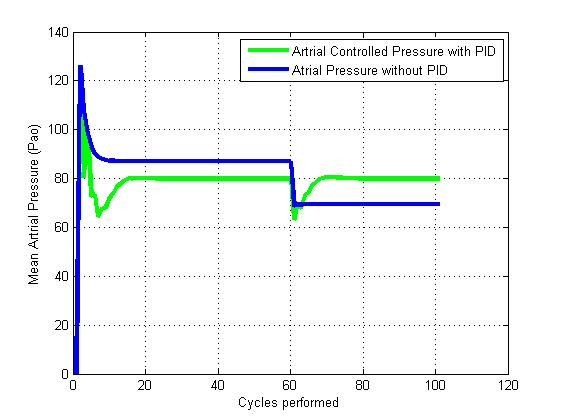 140
120
100
80
60
40
20
0
Mean Artrial Pressure (Pao)
Artrial Controlled Pressure with PID
Atrial Pressure without PID
0 20 40 60 80 100 120
Cycles performed